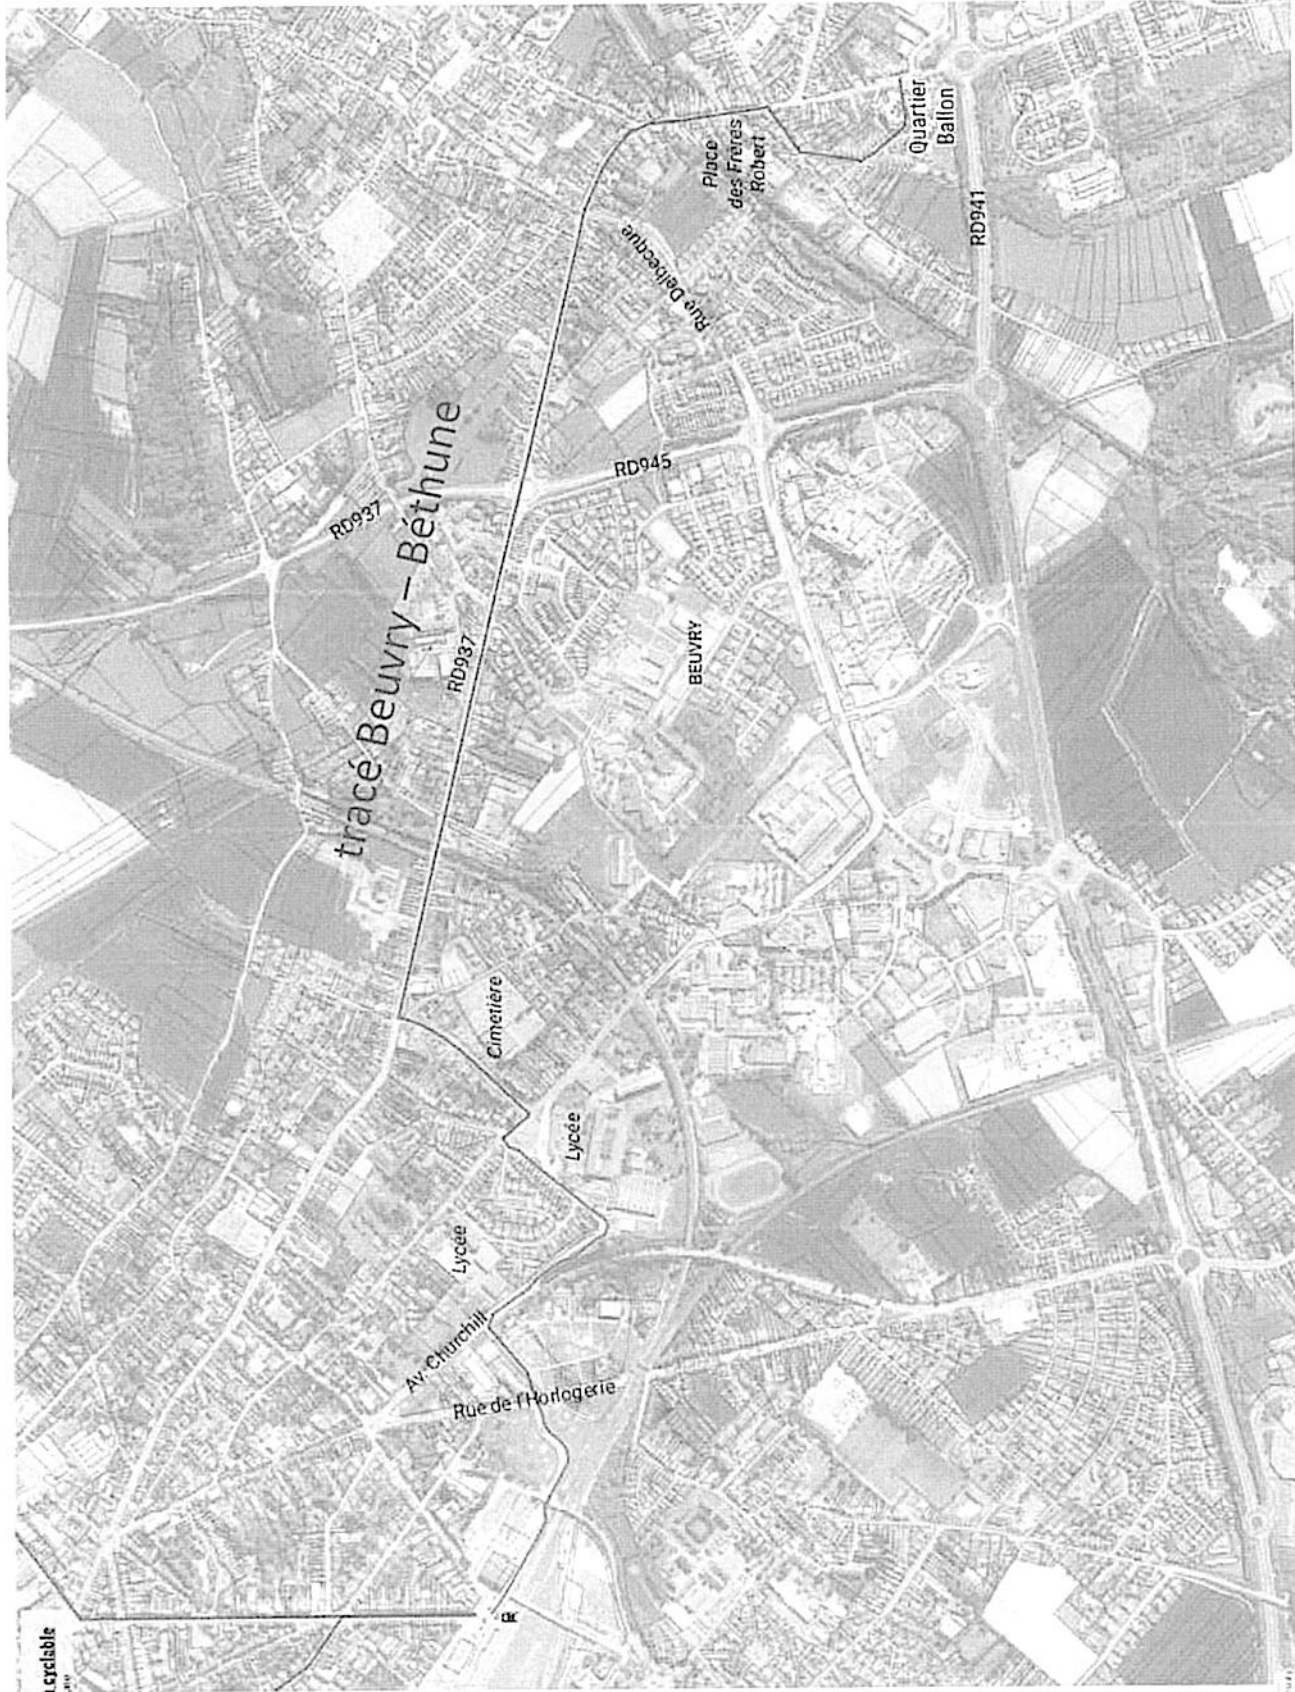 cyclable
tracé Beuvry – Béthune
Quartier
Ballon
Place
des Frères
Robert
RD941
Rue Delbecque
RD945
RD937
RD937
BEUVRY
Cimetière
Lycée
Lycée
Av. Churchill
Rue de l'Horlogerie